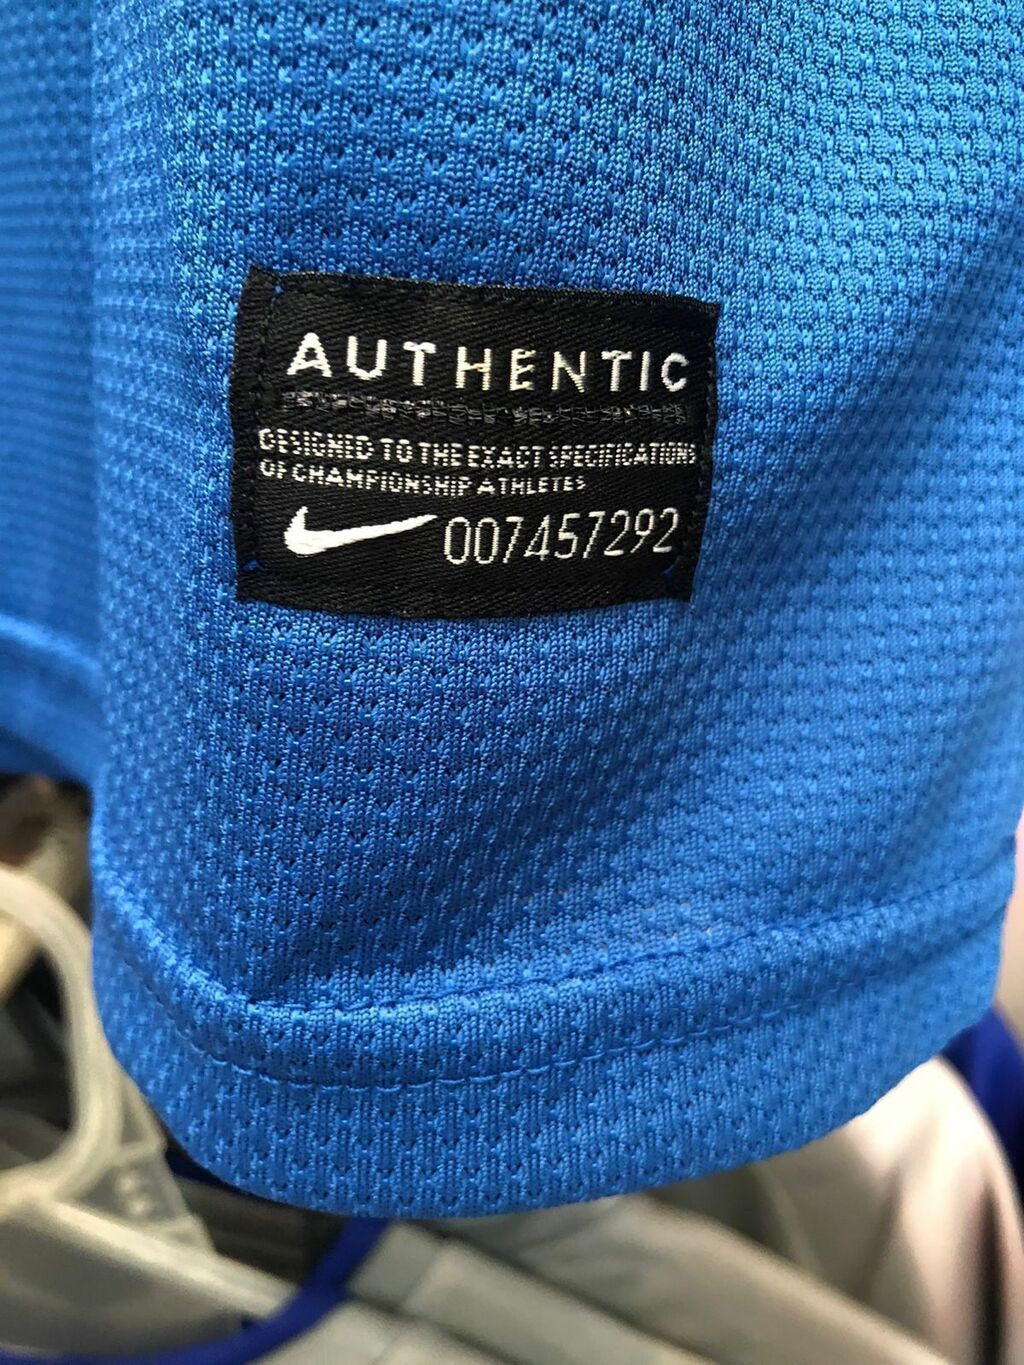 AUTHENTIC
DESIGNED TO THE EXACT SPECIFICATIONS
OF CHAMPIONSHIP ATHLETES
007457292